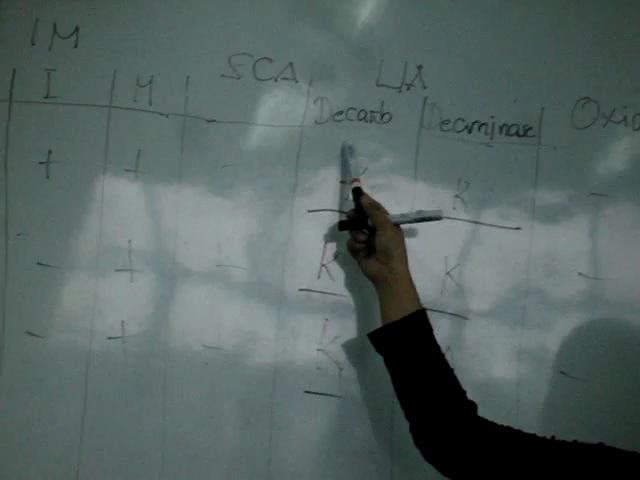 IM
I M SCA LIA
Decarb Deaminase Oxid
+ + - K -
- + - K K -
- + - K -